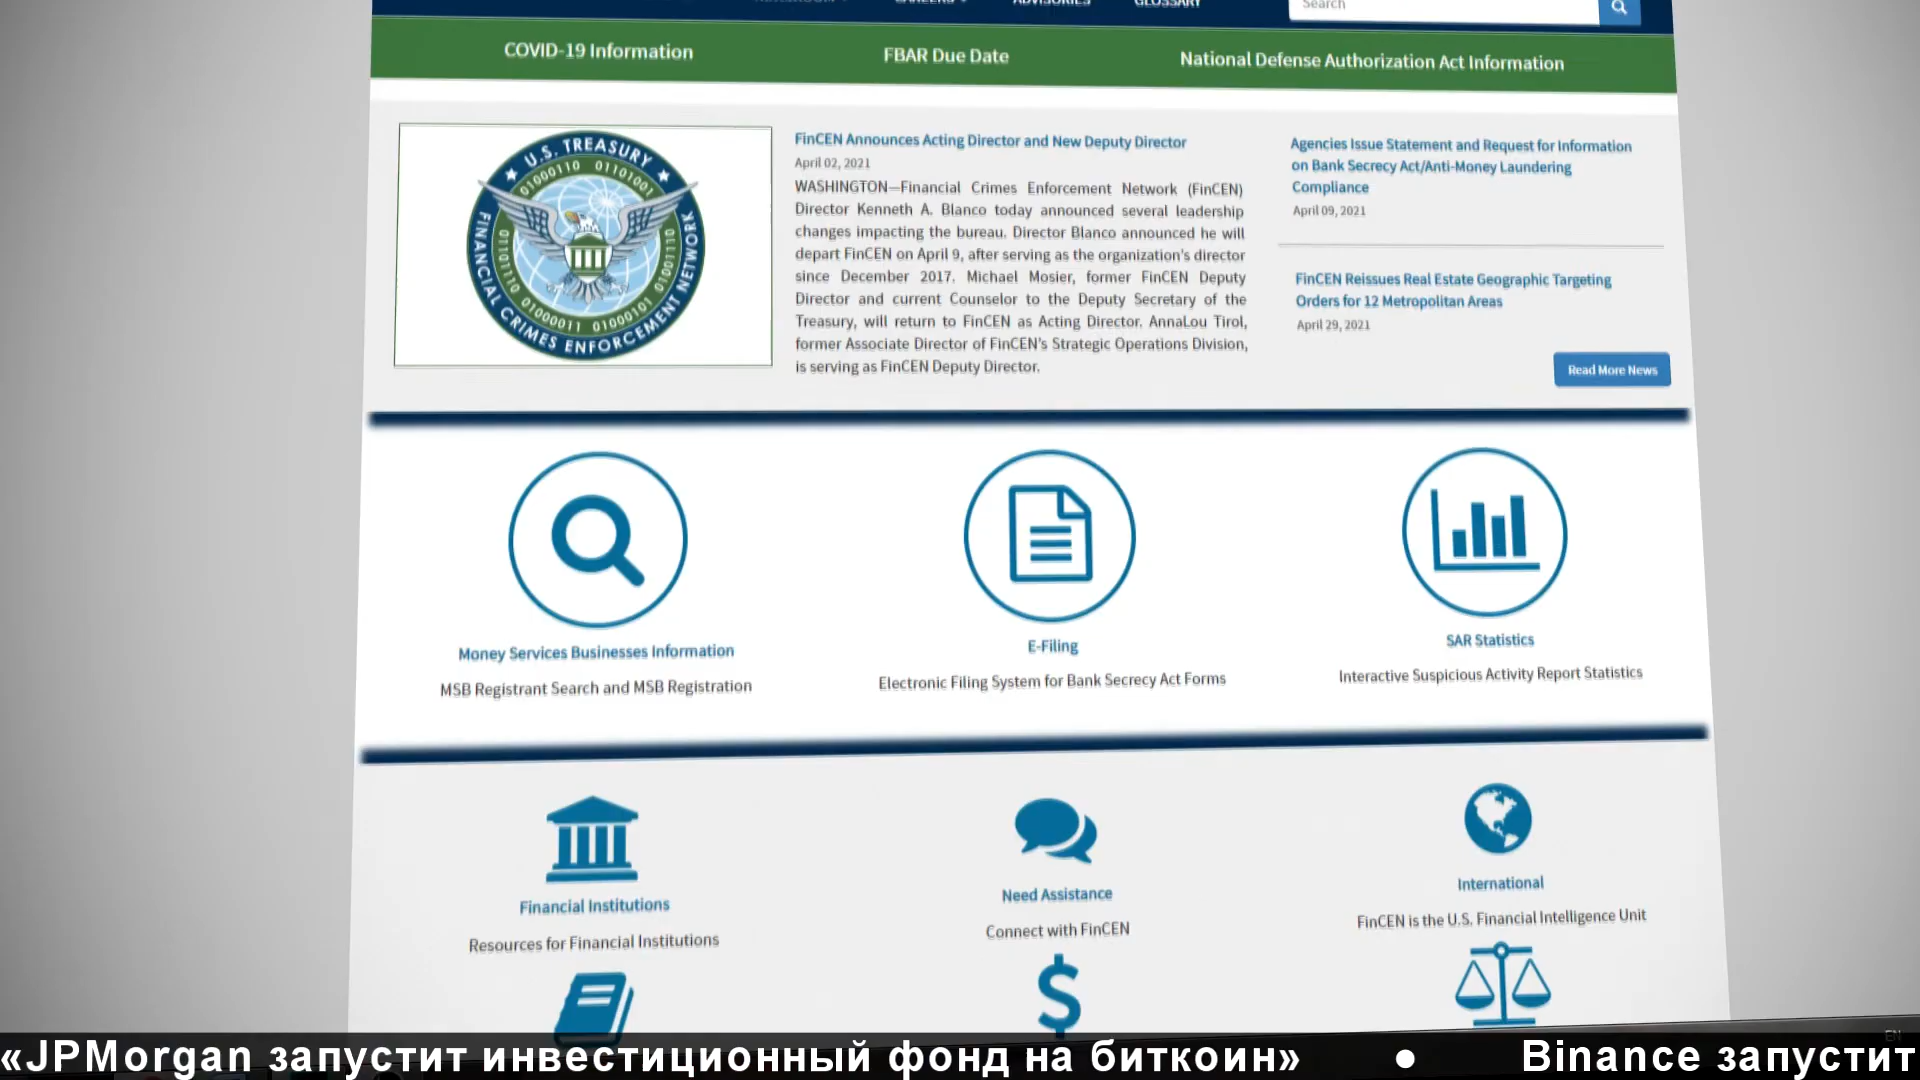 CAREERS
ADVISORIES
GLOSSARY
Search
COVID-19 Information
FBAR Due Date
National Defense Authorization Act Information
U.S. TREASURY
FINANCIAL CRIMES ENFORCEMENT NETWORK
01000110 01101001
01101110 01000011 01000101 01001110
FinCEN Announces Acting Director and New Deputy Director
April 02, 2021
WASHINGTON—Financial Crimes Enforcement Network (FinCEN)
Director Kenneth A. Blanco today announced several leadership
changes impacting the bureau. Director Blanco announced he will
depart FinCEN on April 9, after serving as the organization's director
since December 2017. Michael Mosier, former FinCEN Deputy
Director and current Counselor to the Deputy Secretary of the
Treasury, will return to FinCEN as Acting Director. AnnaLou Tirol,
former Associate Director of FinCEN's Strategic Operations Division,
is serving as FinCEN Deputy Director.
Agencies Issue Statement and Request for Information
on Bank Secrecy Act/Anti-Money Laundering
Compliance
April 09, 2021
FinCEN Reissues Real Estate Geographic Targeting
Orders for 12 Metropolitan Areas
April 29, 2021
Read More News
Money Services Businesses Information
MSB Registrant Search and MSB Registration
E-Filing
Electronic Filing System for Bank Secrecy Act Forms
SAR Statistics
Interactive Suspicious Activity Report Statistics
Financial Institutions
Resources for Financial Institutions
Need Assistance
Connect with FinCEN
International
FinCEN is the U.S. Financial Intelligence Unit
EN
«JPMorgan запустит инвестиционный фонд на биткоин» ● Binance запустит